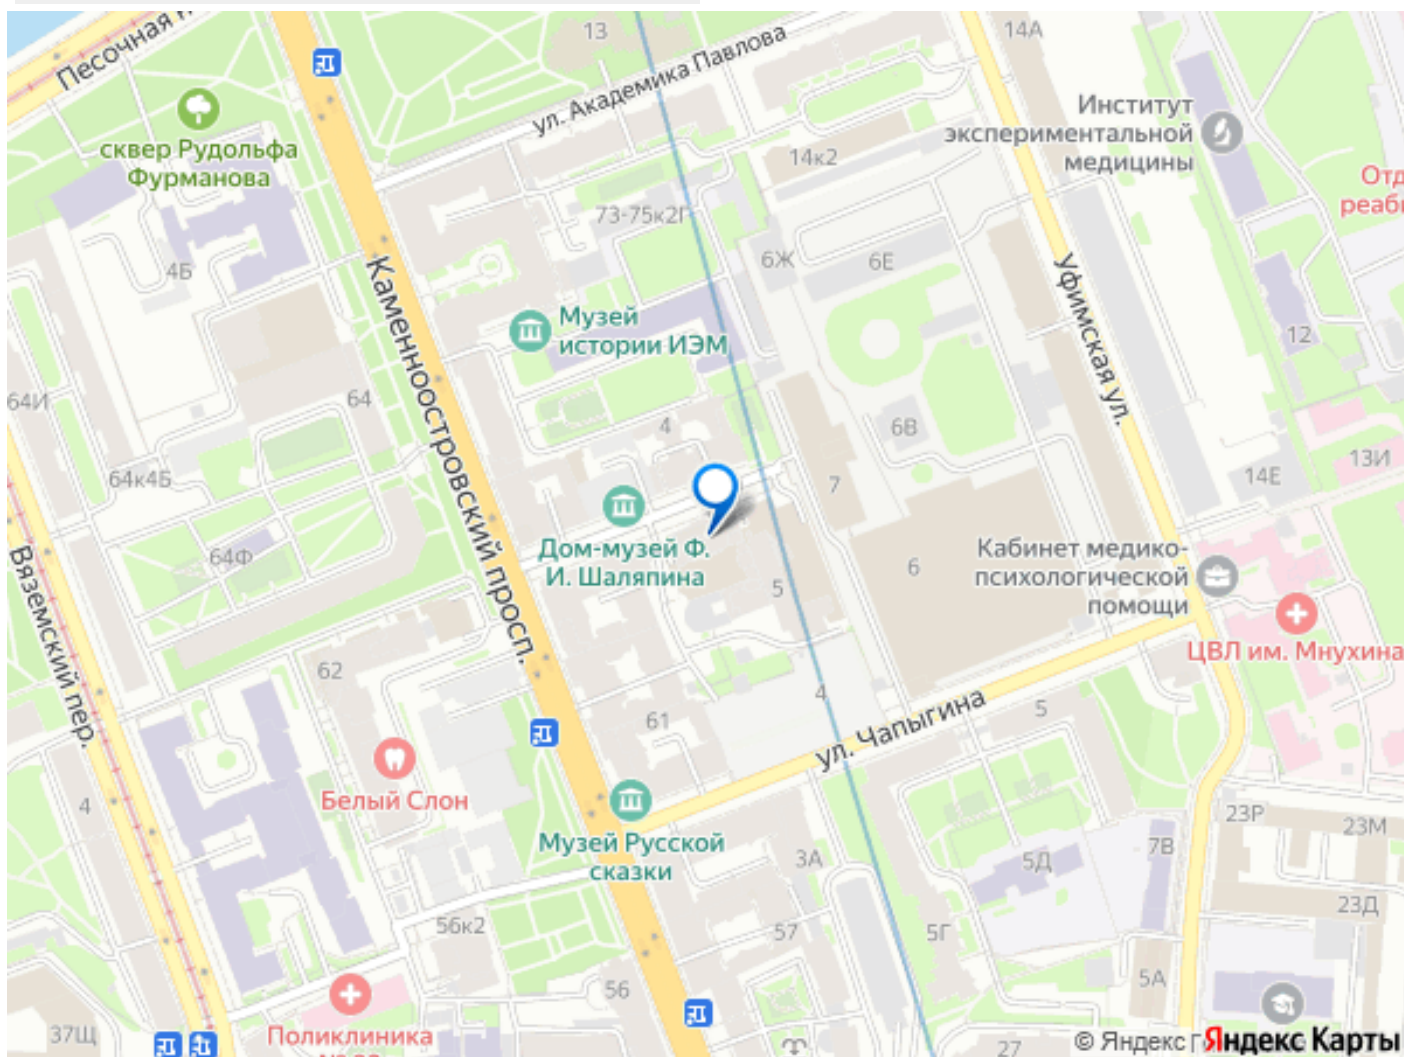 Песочная
13
14А
ул. Академика Павлова
Институт
экспериментальной
медицины
сквер Рудольфа
Фурманова
14к2
73-75к2Г
4Б
6Ж
6Е
Каменноостровский просп.
Уфимская ул.
Музей
истории ИЭМ
12
64И
64
4
6В
64к4Б
7
13И
14Е
64Ф
Дом-музей Ф.
И. Шаляпина
5
6
Кабинет медико-
психологической
помощи
ЦВЛ им. Мнухина
Вяземский пер.
62
61
4
ул. Чапыгина
5
Белый Слон
4
Музей Русской
сказки
3А
5Д
7В
23Р
23М
56к2
57
5Г
23Д
5А
56
37Щ
Поликлиника
27
© Яндекс
Яндекс Карты